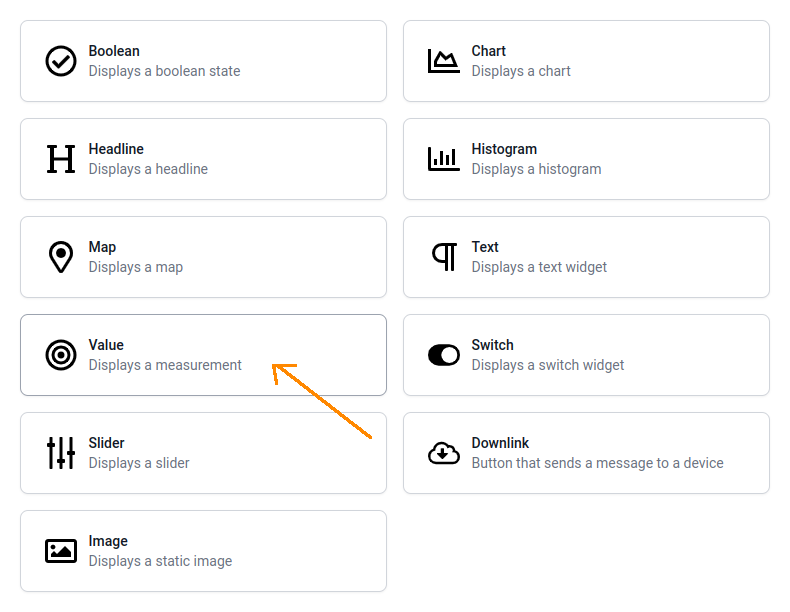 Boolean
Displays a boolean state
Chart
Displays a chart
Headline
Displays a headline
Histogram
Displays a histogram
Map
Displays a map
Text
Displays a text widget
Value
Displays a measurement
Switch
Displays a switch widget
Slider
Displays a slider
Downlink
Button that sends a message to a device
Image
Displays a static image